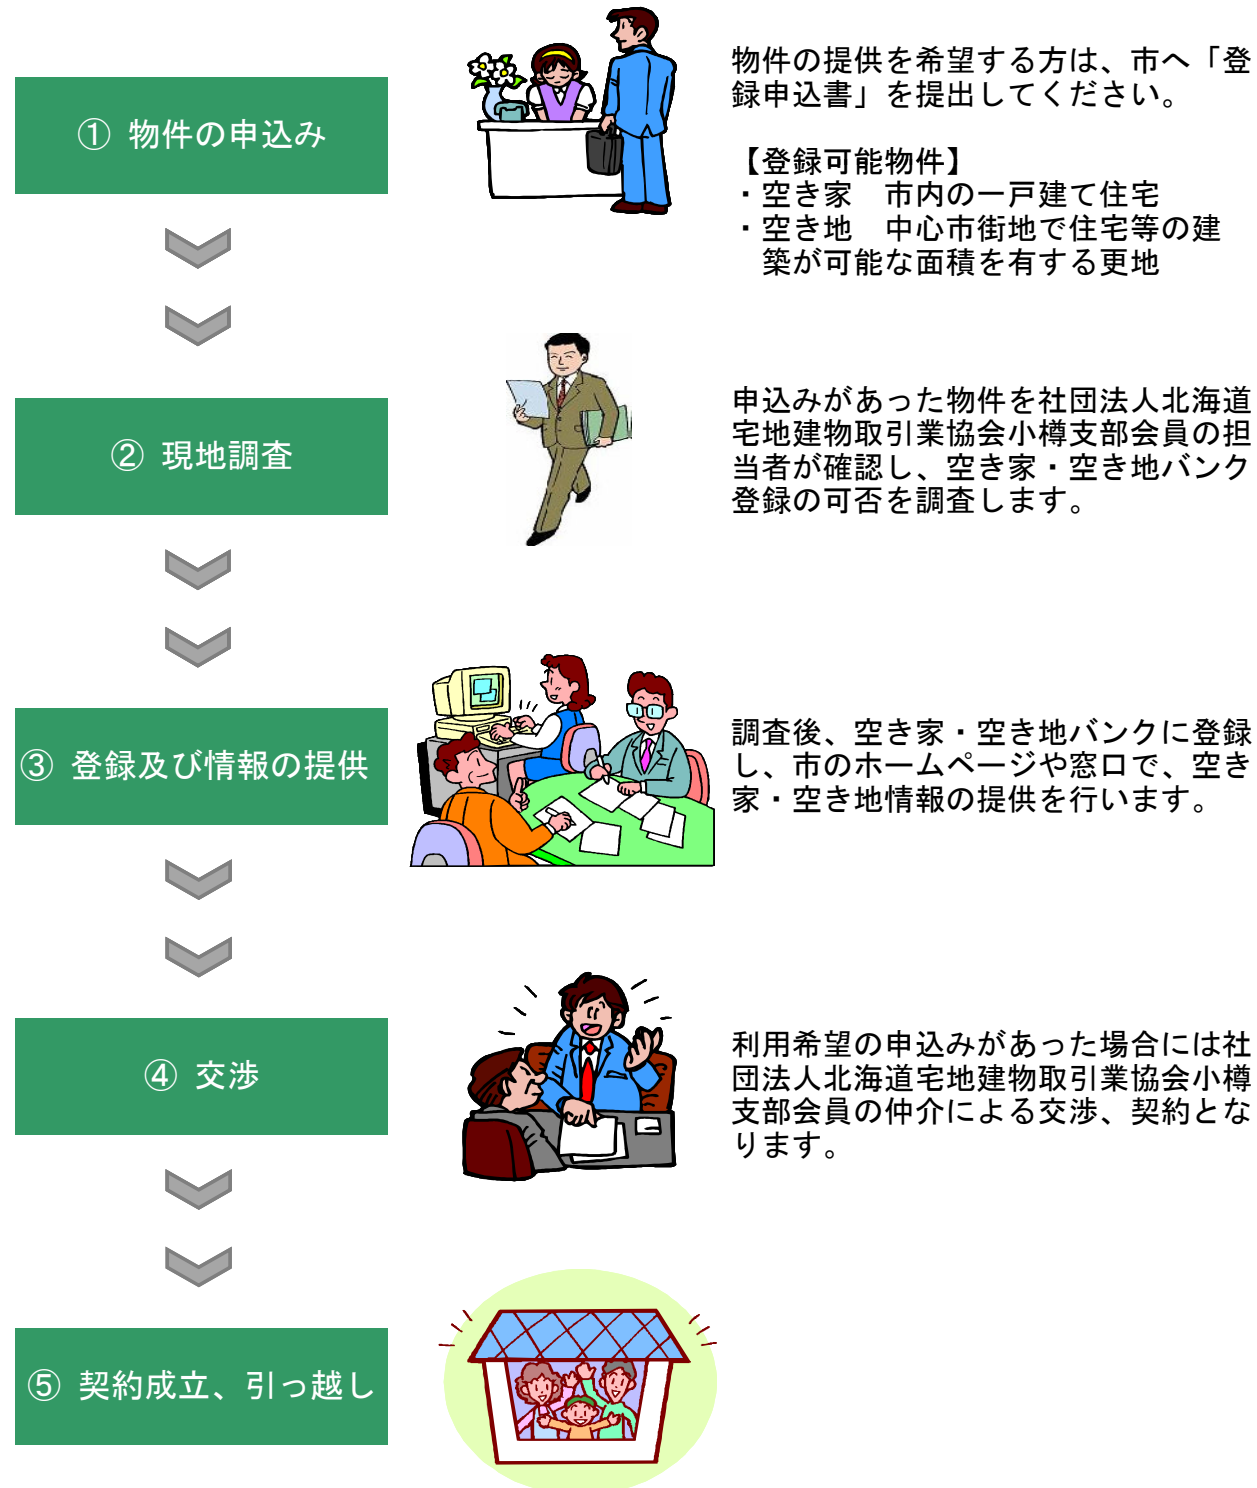 ① 物件の申込み
物件の提供を希望する方は、市へ「登
録申込書」を提出してください。
【登録可能物件】
・空き家　市内の一戸建て住宅
・空き地　中心市街地で住宅等の建
築が可能な面積を有する更地
② 現地調査
申込みがあった物件を社団法人北海道
宅地建物取引業協会小樽支部会員の担
当者が確認し、空き家・空き地バンク
登録の可否を調査します。
③ 登録及び情報の提供
調査後、空き家・空き地バンクに登録
し、市のホームページや窓口で、空き
家・空き地情報の提供を行います。
④ 交渉
利用希望の申込みがあった場合には社
団法人北海道宅地建物取引業協会小樽
支部会員の仲介による交渉、契約とな
ります。
⑤ 契約成立、引っ越し